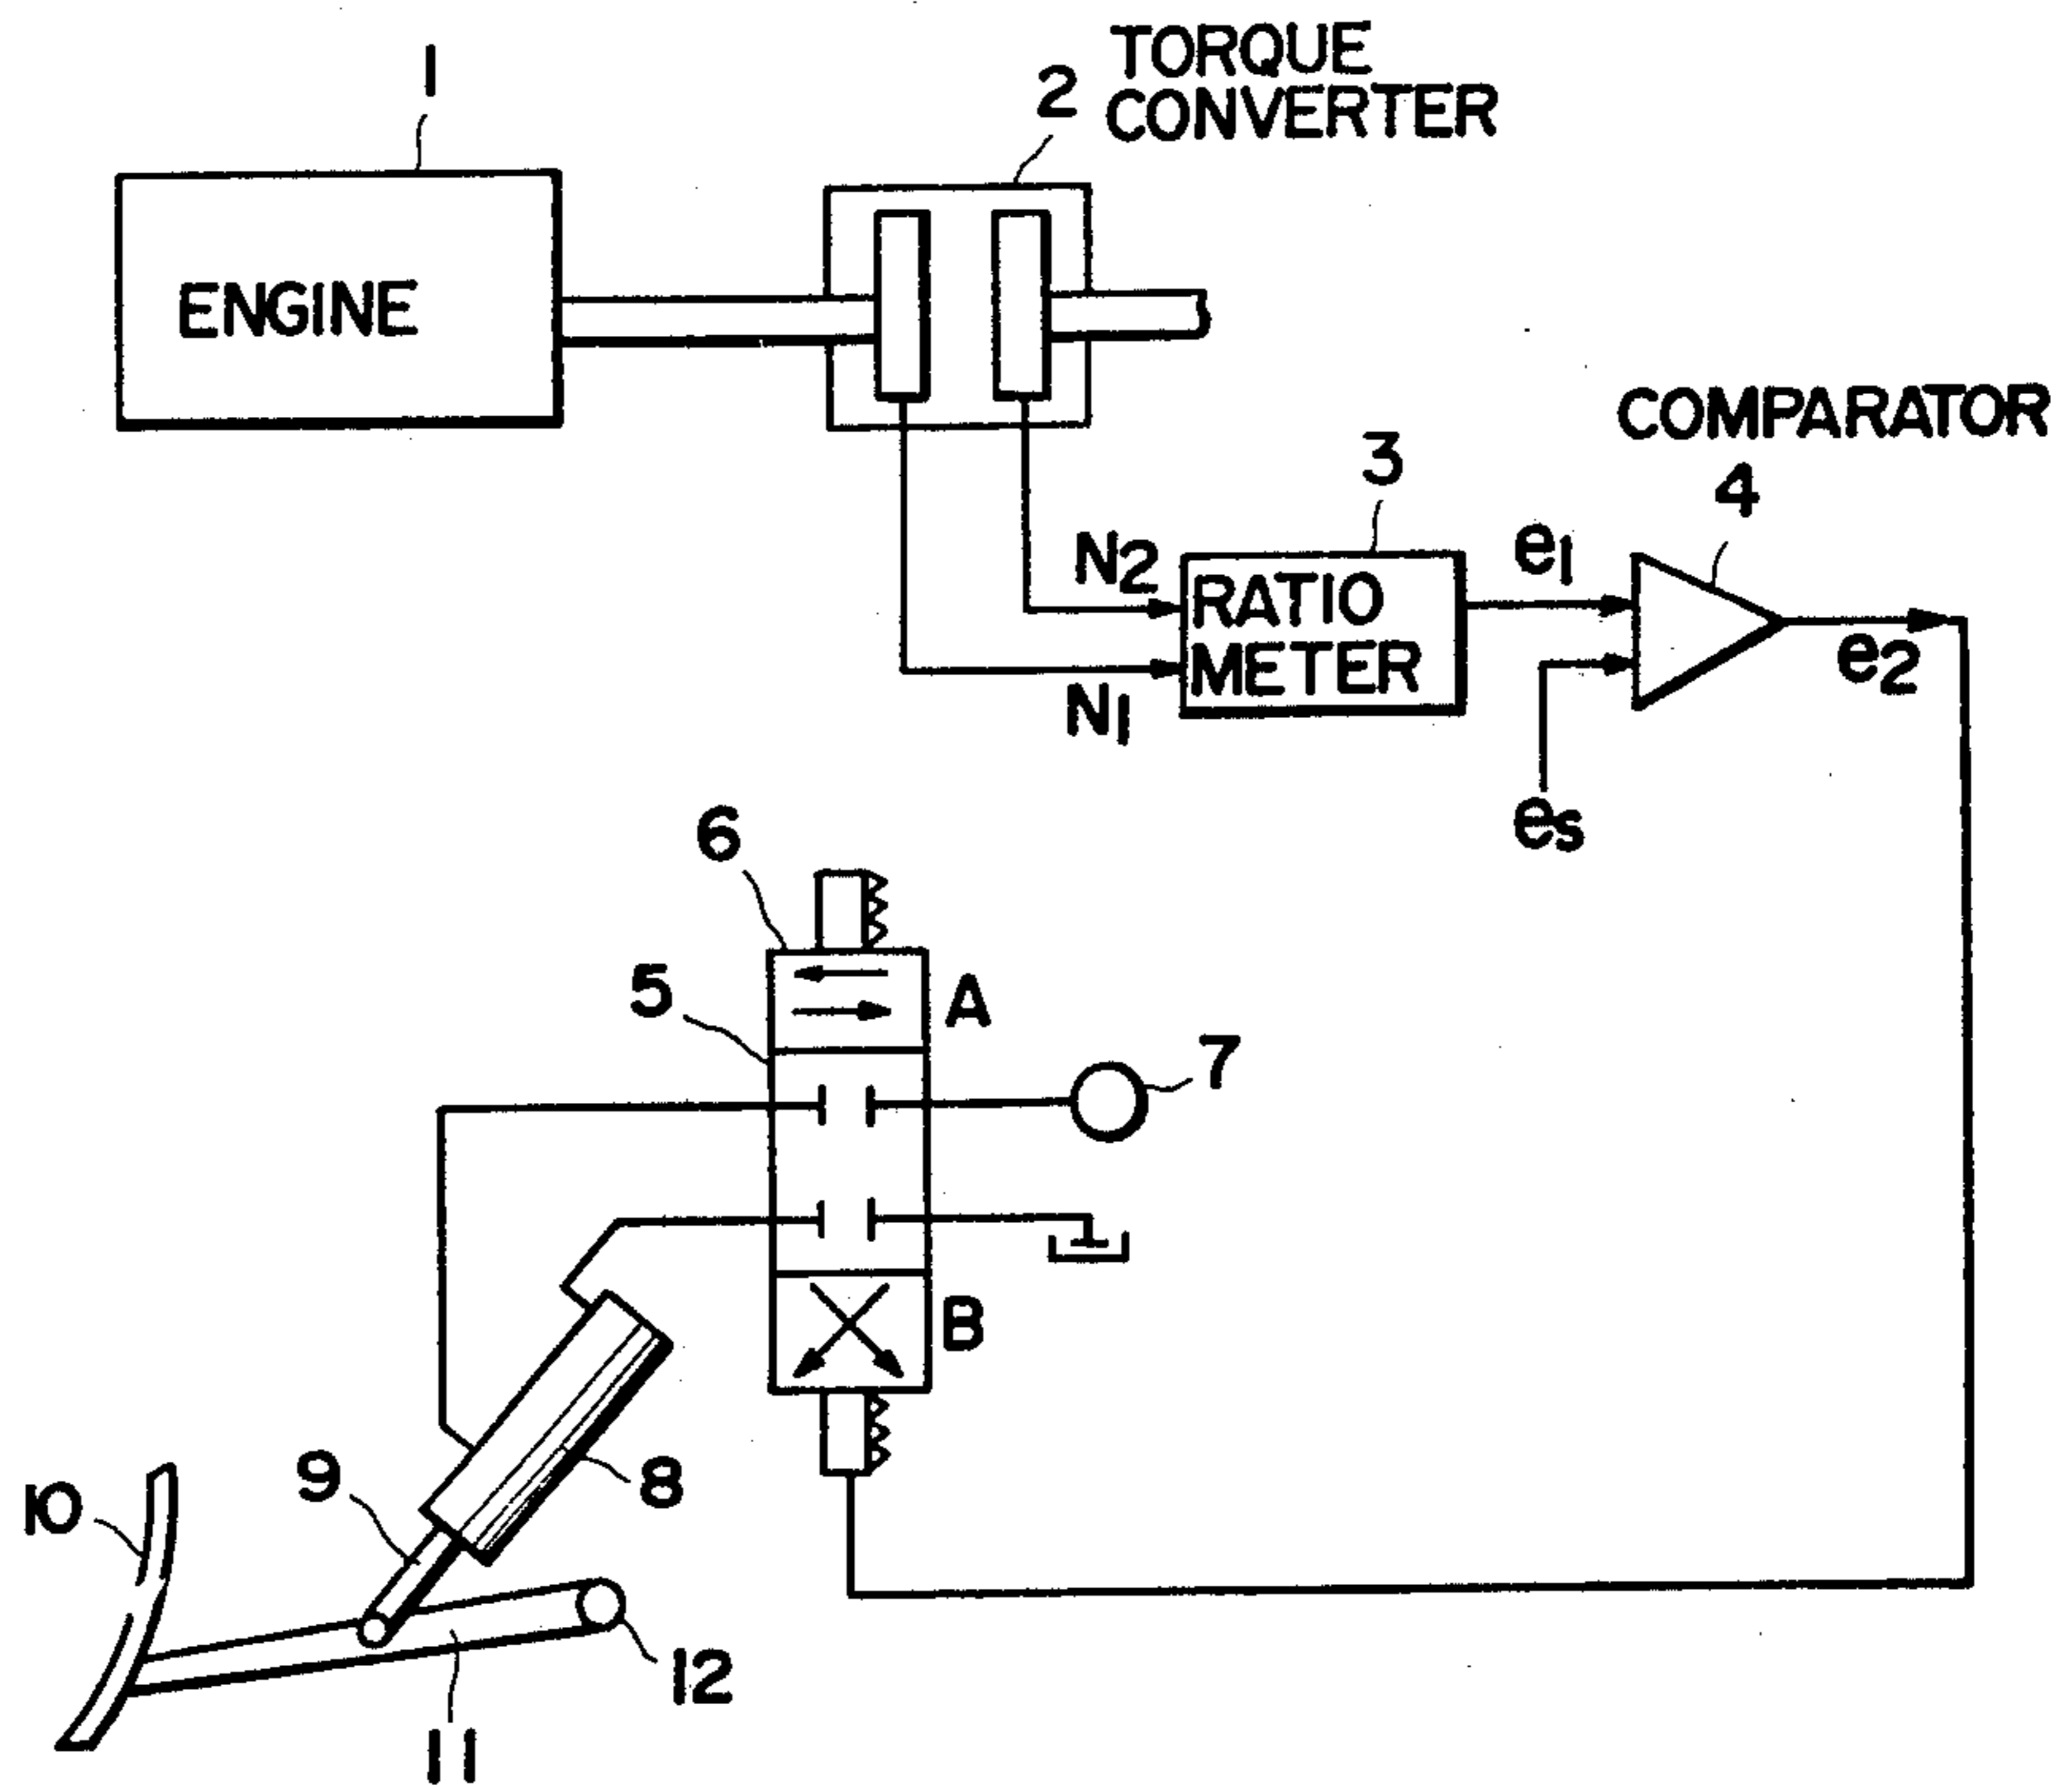 1
2 TORQUE
CONVERTER
ENGINE
COMPARATOR
3
4
N2
RATIO
METER
e1
e2
N1
es
6
5
A
7
B
9
8
10
12
11